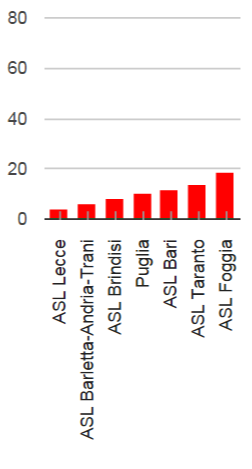 80
60
40
20
0
ASL Lecce
ASL Barletta-Andria-Trani
ASL Brindisi
Puglia
ASL Bari
ASL Taranto
ASL Foggia